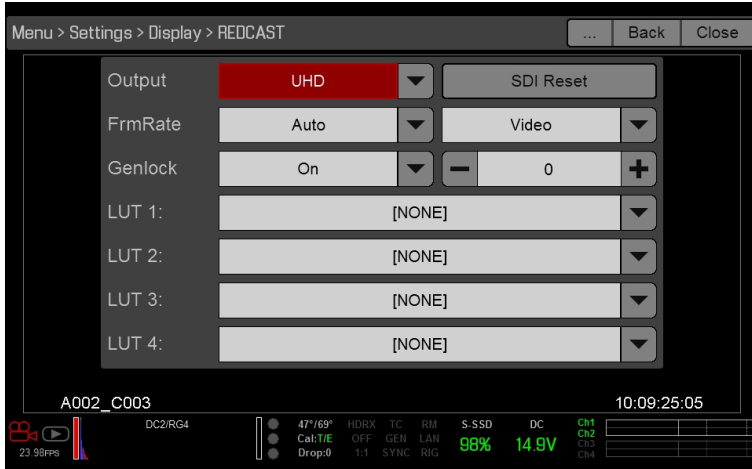 Menu > Settings > Display > REDCAST ... Back Close
Output UHD SDI Reset
FrmRate Auto Video
Genlock On 0
LUT 1: [NONE]
LUT 2: [NONE]
LUT 3: [NONE]
LUT 4: [NONE]
A002_C003 10:09:25:05
DC2/RG4 47°/69° HDRX TC RM S-SSD DC Ch1
Ch2
Cal:T/E OFF GEN LAN 98% 14.9V Ch3
23.98FPS Drop:0 1:1 SYNC RIG Ch4